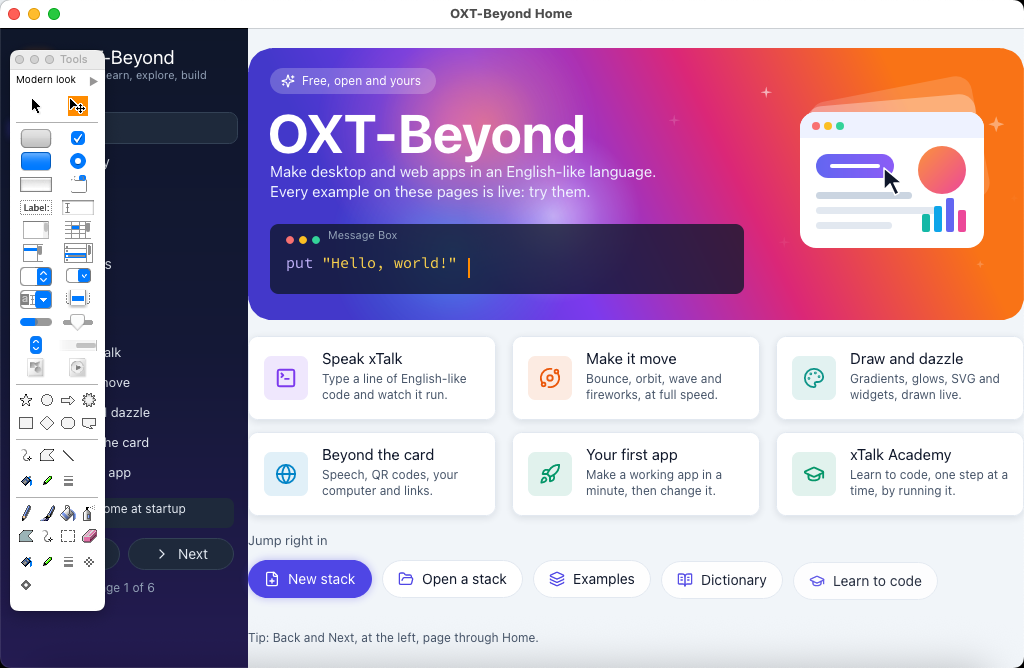 OXT-Beyond Home
Tools
Modern look
Label:
-Beyond
earn, explore, build
Free, open and yours
OXT-Beyond
Make desktop and web apps in an English-like language.
Every example on these pages is live: try them.
Message Box
put "Hello, world!"
y
s
alk
move
d dazzle
he card
app
ome at startup
Next
ge 1 of 6
Speak xTalk
Type a line of English-like
code and watch it run.
Make it move
Bounce, orbit, wave and
fireworks, at full speed.
Draw and dazzle
Gradients, glows, SVG and
widgets, drawn live.
Beyond the card
Speech, QR codes, your
computer and links.
Your first app
Make a working app in a
minute, then change it.
xTalk Academy
Learn to code, one step at a
time, by running it.
Jump right in
New stack
Open a stack
Examples
Dictionary
Learn to code
Tip: Back and Next, at the left, page through Home.